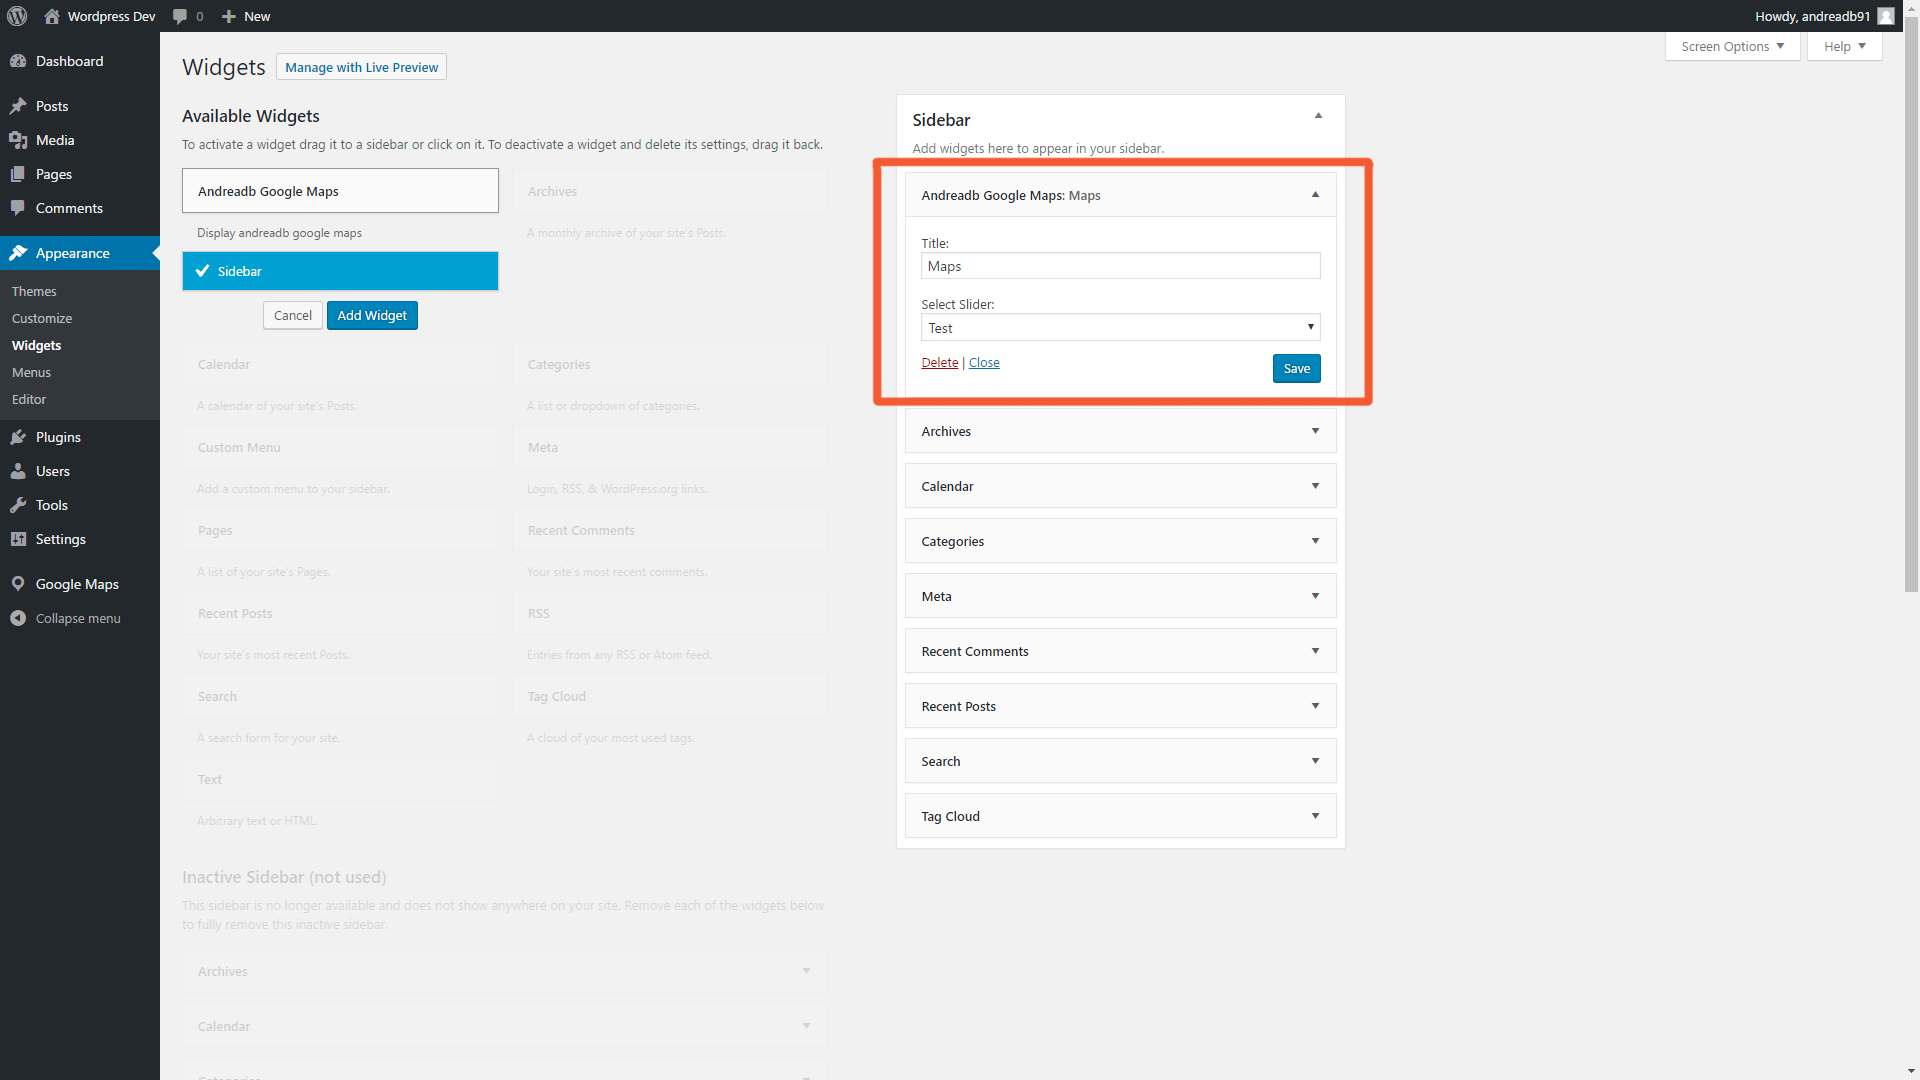 Wordpress Dev
0
New
Howdy, andreadb91
Screen Options
Help
Dashboard
Posts
Media
Pages
Comments
Appearance
Themes
Customize
Widgets
Menus
Editor
Plugins
Users
Tools
Settings
Google Maps
Collapse menu
Widgets
Manage with Live Preview
Available Widgets
To activate a widget drag it to a sidebar or click on it. To deactivate a widget and delete its settings, drag it back.
Andreadb Google Maps
Archives
Display andreadb google maps
A monthly archive of your site's Posts.
Sidebar
Cancel
Add Widget
Calendar
Categories
A calendar of your site's Posts.
A list or dropdown of categories.
Custom Menu
Meta
Add a custom menu to your sidebar.
Login, RSS, & WordPress.org links.
Pages
Recent Comments
A list of your site's Pages.
Your site's most recent comments.
Recent Posts
RSS
Your site's most recent Posts.
Entries from any RSS or Atom feed.
Search
Tag Cloud
A search form for your site.
A cloud of your most used tags.
Text
Arbitrary text or HTML.
Inactive Sidebar (not used)
This sidebar is no longer available and does not show anywhere on your site. Remove each of the widgets below
to fully remove this inactive sidebar.
Archives
Calendar
Categories
Sidebar
Add widgets here to appear in your sidebar.
Andreadb Google Maps: Maps
Title:
Maps
Select Slider:
Test
Delete | Close
Save
Archives
Calendar
Categories
Meta
Recent Comments
Recent Posts
Search
Tag Cloud